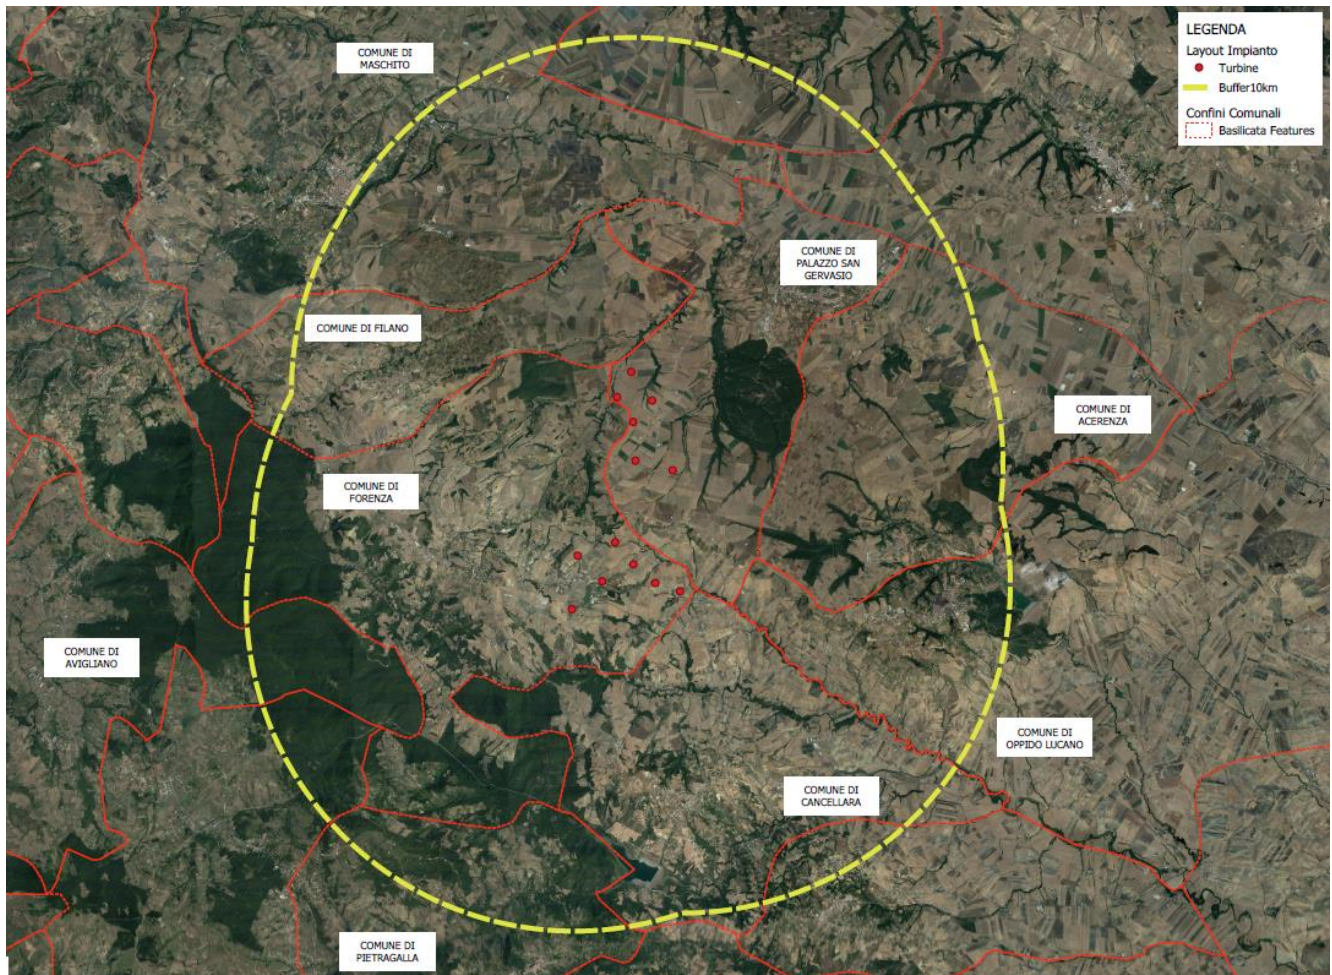 COMUNE DI
MASCHITO
LEGENDA
Layout Impianto
Turbine
Buffer10km
Confini Comunali
Basilicata Features
COMUNE DI
PALAZZO SAN
GERVASIO
COMUNE DI FILANO
COMUNE DI
ACERENZA
COMUNE DI
FORENZA
COMUNE DI
AVIGLIANO
COMUNE DI
OPPIDO LUCANO
COMUNE DI
CANCELLARA
COMUNE DI
PIETRAGALLA